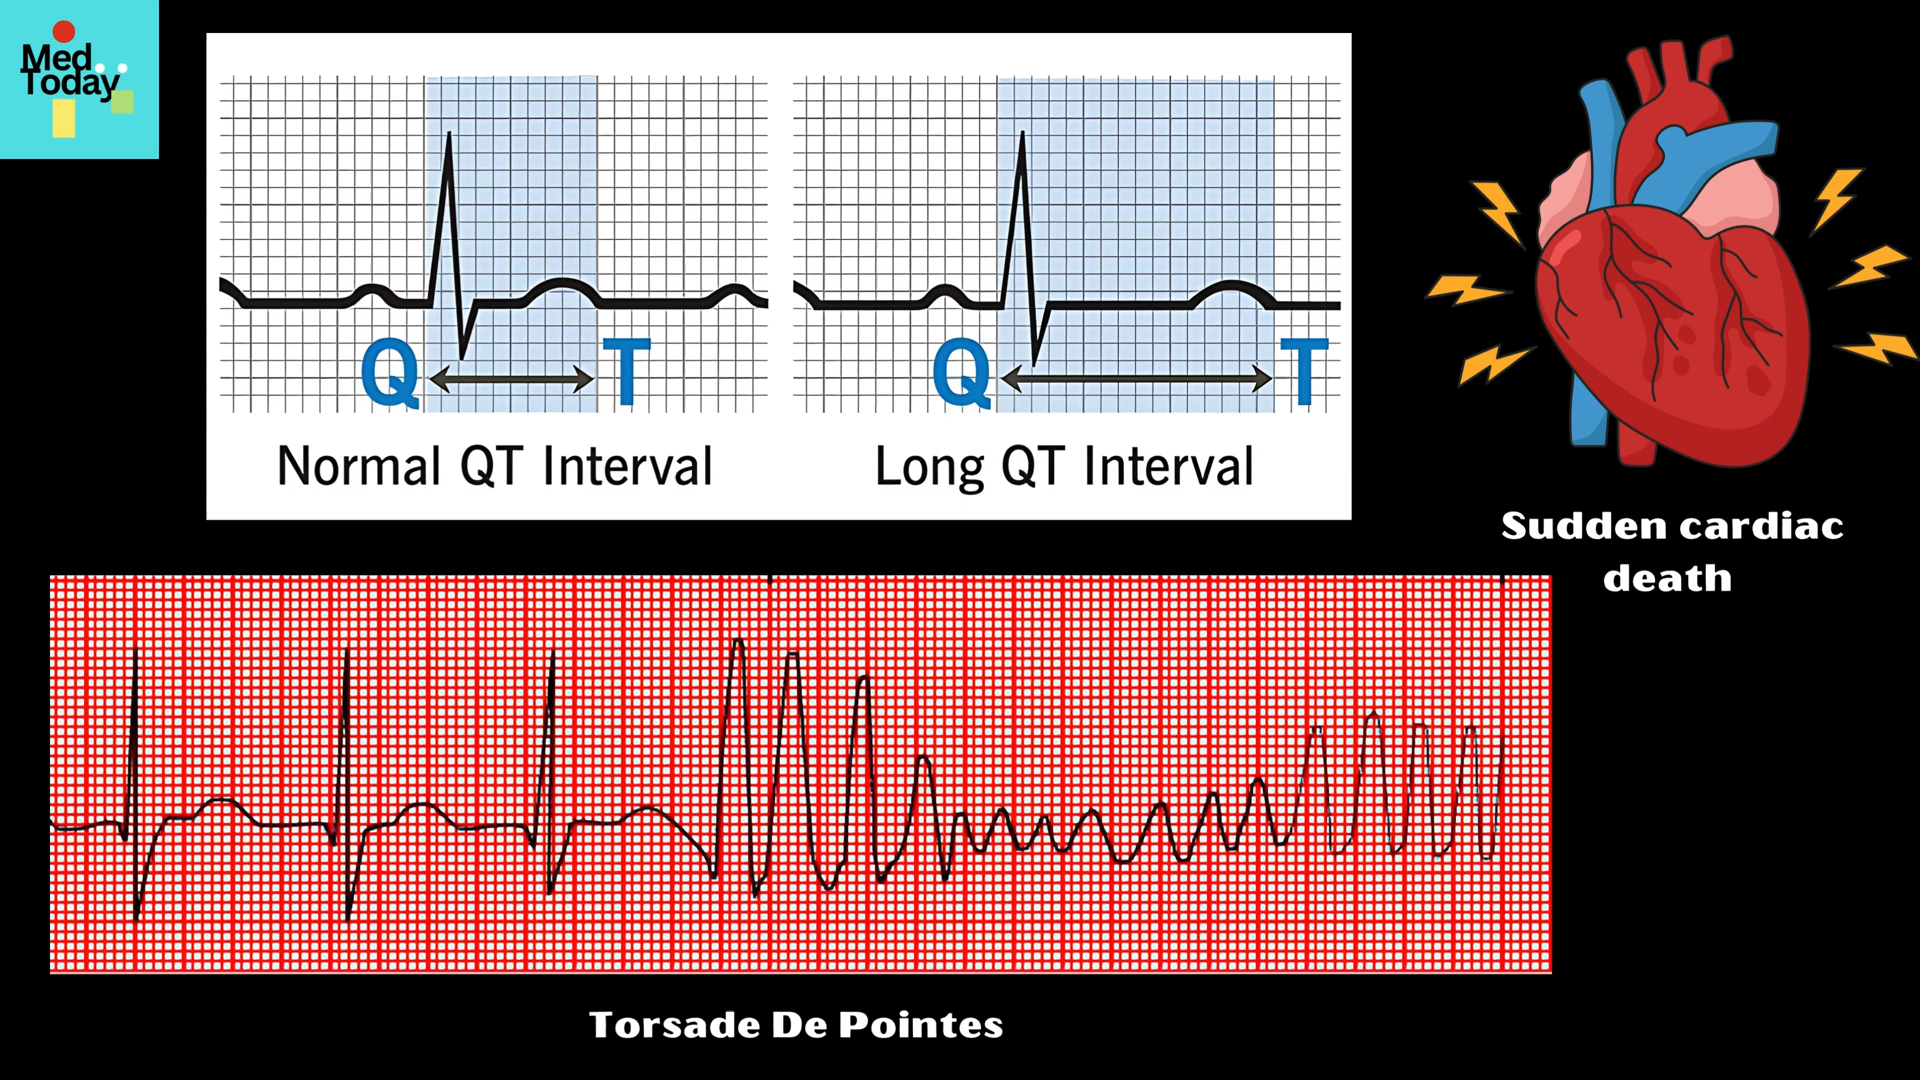 Med
Today
Q
T
Q
T
Normal QT Interval
Long QT Interval
Sudden cardiac
death
Torsade De Pointes